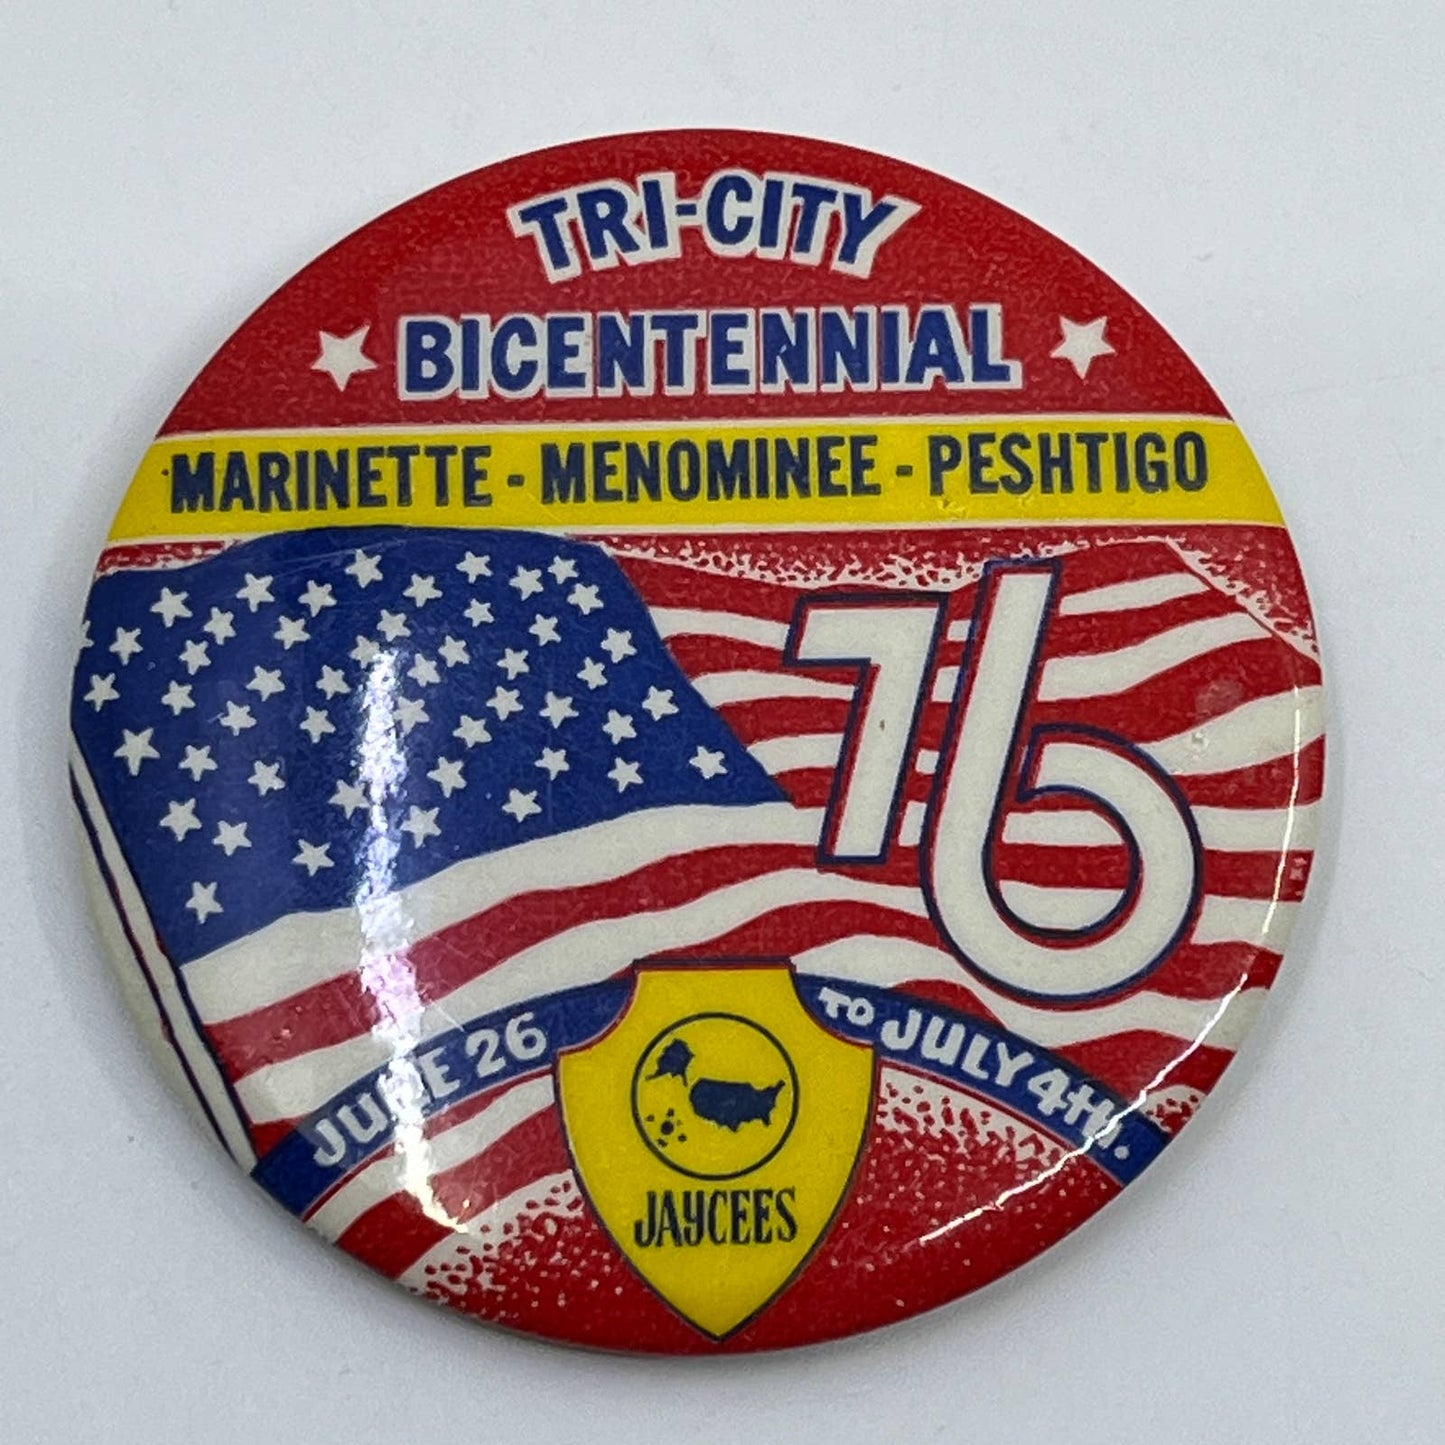 TRI-CITY
BICENTENNIAL
MARINETTE - MENOMINEE - PESHTIGO
76
JUNE 26 TO JULY 4TH.
JAYCEES